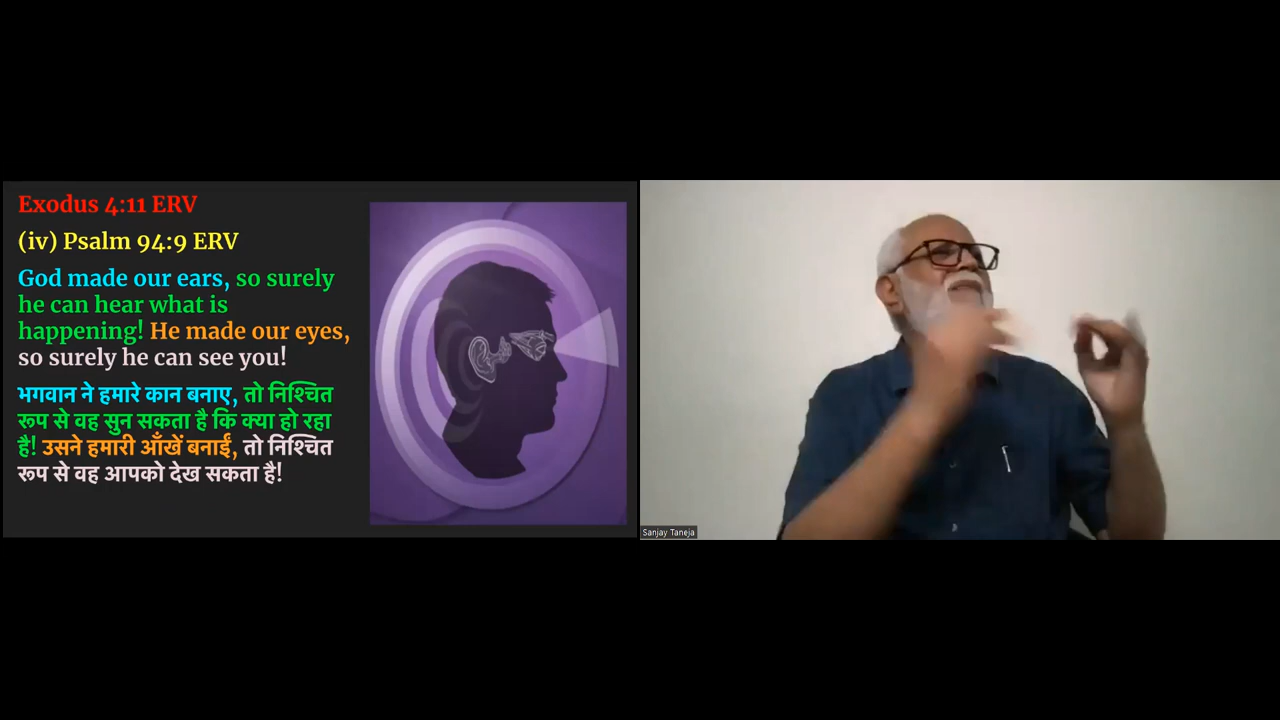 Exodus 4:11 ERV
(iv) Psalm 94:9 ERV
God made our ears, so surely
he can hear what is
happening! He made our eyes,
so surely he can see you!
भगवान ने हमारे कान बनाए, तो निश्चित
रूप से वह सुन सकता है कि क्या हो रहा
है! उसने हमारी आँखें बनाईं, तो निश्चित
रूप से वह आपको देख सकता है!
Sanjay Taneja